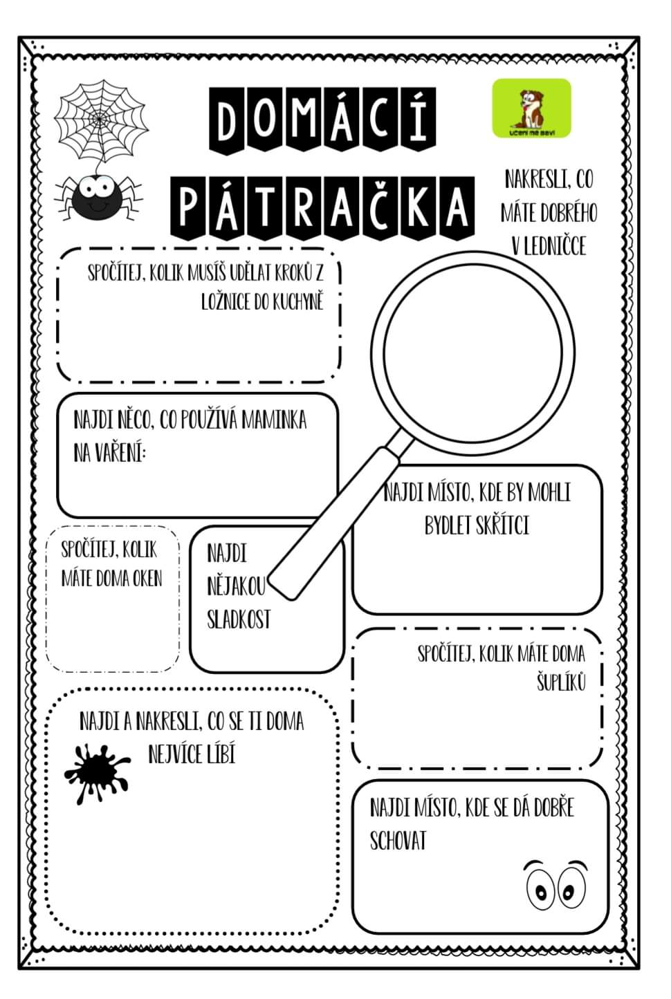 DOMÁCÍ
PÁTRAČKA
UČENÍ MĚ BAVÍ
NAKRESLI, CO
MÁTE DOBRÉHO
V LEDNIČCE
SPOČÍTEJ, KOLIK MUSÍŠ UDĚLAT KROKŮ Z
LOŽNICE DO KUCHYNĚ
NAJDI NĚCO, CO POUŽÍVÁ MAMINKA
NA VAŘENÍ:
NAJDI MÍSTO, KDE BY MOHLI
BYDLET SKŘÍTCI
SPOČÍTEJ, KOLIK
MÁTE DOMA OKEN
NAJDI
NĚJAKOU
SLADKOST
SPOČÍTEJ, KOLIK MÁTE DOMA
ŠUPLÍKŮ
NAJDI A NAKRESLI, CO SE TI DOMA
NEJVÍCE LÍBÍ
NAJDI MÍSTO, KDE SE DÁ DOBŘE
SCHOVAT